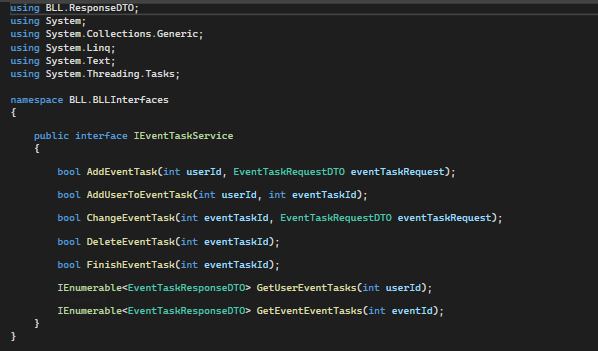 using BLL.ResponseDTO;
using System;
using System.Collections.Generic;
using System.Linq;
using System.Text;
using System.Threading.Tasks;
namespace BLL.BLLInterfaces
{
public interface IEventTaskService
{
bool AddEventTask(int userId, EventTaskRequestDTO eventTaskRequest);
bool AddUserToEventTask(int userId, int eventTaskId);
bool ChangeEventTask(int eventTaskId, EventTaskRequestDTO eventTaskRequest);
bool DeleteEventTask(int eventTaskId);
bool FinishEventTask(int eventTaskId);
IEnumerable<EventTaskResponseDTO> GetUserEventTasks(int userId);
IEnumerable<EventTaskResponseDTO> GetEventEventTasks(int eventId);
}
}